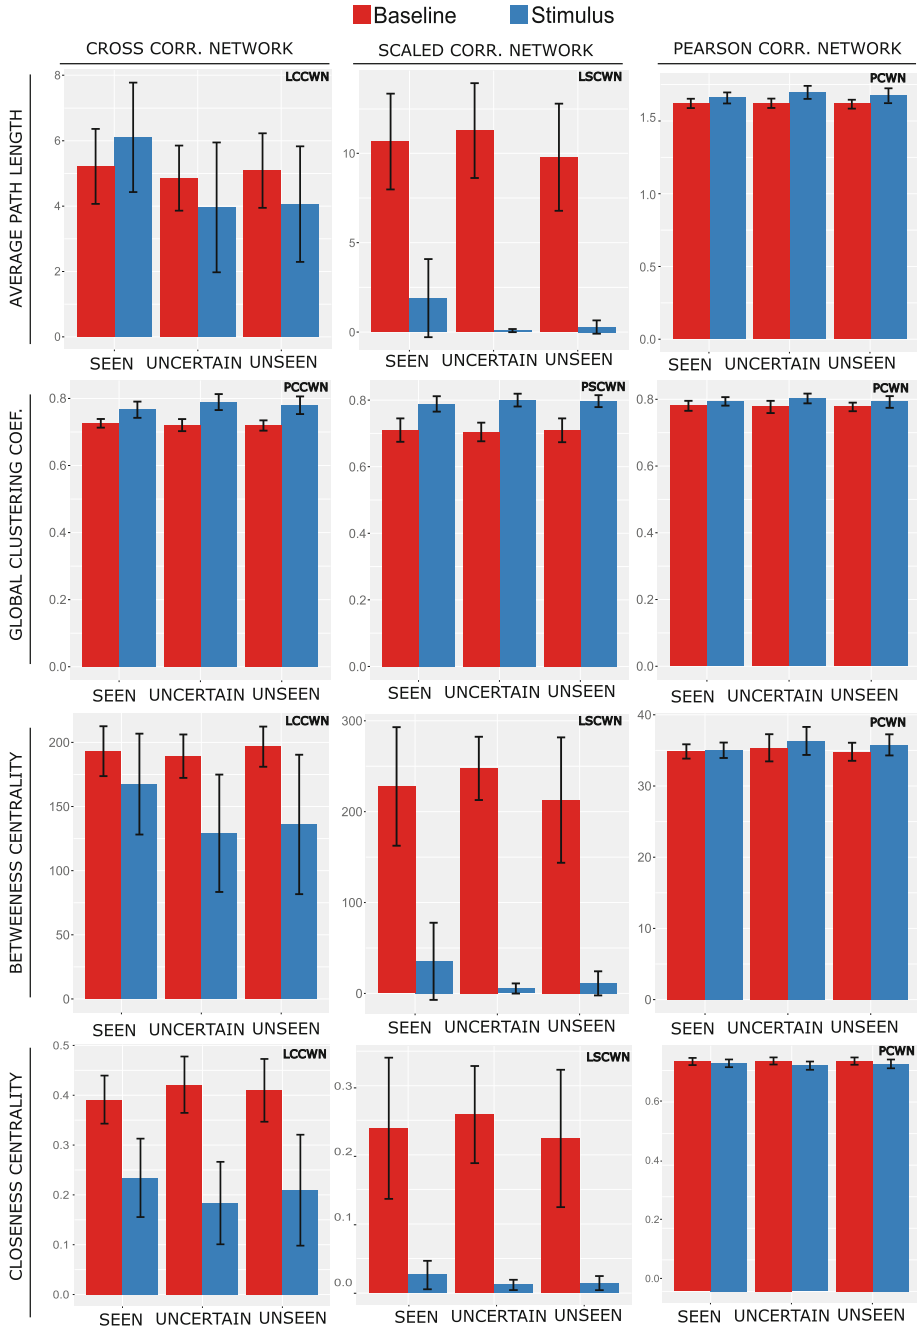 Baseline Stimulus
CROSS CORR. NETWORK SCALED CORR. NETWORK PEARSON CORR. NETWORK
AVERAGE PATH LENGTH
LCCWN
8
6
4
2
0
SEEN UNCERTAIN UNSEEN
LSCWN
10
5
0
SEEN UNCERTAIN UNSEEN
PCWN
1.5
1.0
0.5
0.0
SEEN UNCERTAIN UNSEEN
GLOBAL CLUSTERING COEF.
PCCWN
0.8
0.6
0.4
0.2
0.0
SEEN UNCERTAIN UNSEEN
PSCWN
0.8
0.6
0.4
0.2
0.0
SEEN UNCERTAIN UNSEEN
PCWN
0.8
0.6
0.4
0.2
0.0
SEEN UNCERTAIN UNSEEN
BETWEENESS CENTRALITY
LCCWN
200
150
100
50
0
SEEN UNCERTAIN UNSEEN
LSCWN
300
200
100
0
SEEN UNCERTAIN UNSEEN
PCWN
40
30
20
10
0
SEEN UNCERTAIN UNSEEN
CLOSENESS CENTRALITY
LCCWN
0.5
0.4
0.3
0.2
0.1
0.0
SEEN UNCERTAIN UNSEEN
LSCWN
0.3
0.2
0.1
0.0
SEEN UNCERTAIN UNSEEN
PCWN
0.6
0.4
0.2
0.0
SEEN UNCERTAIN UNSEEN